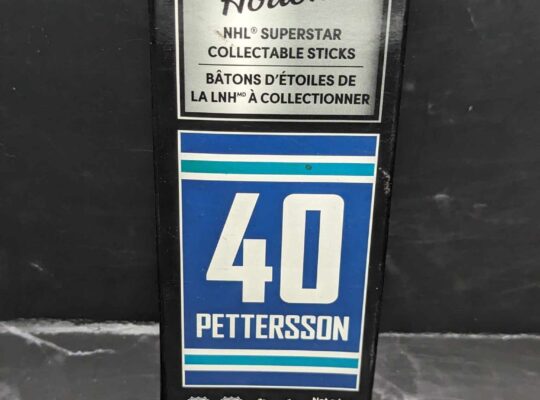 NHL® SUPERSTAR
COLLECTABLE STICKS
BÂTONS D'ÉTOILES DE
LA LNHᴹᴰ À COLLECTIONNER
40
PETTERSSON